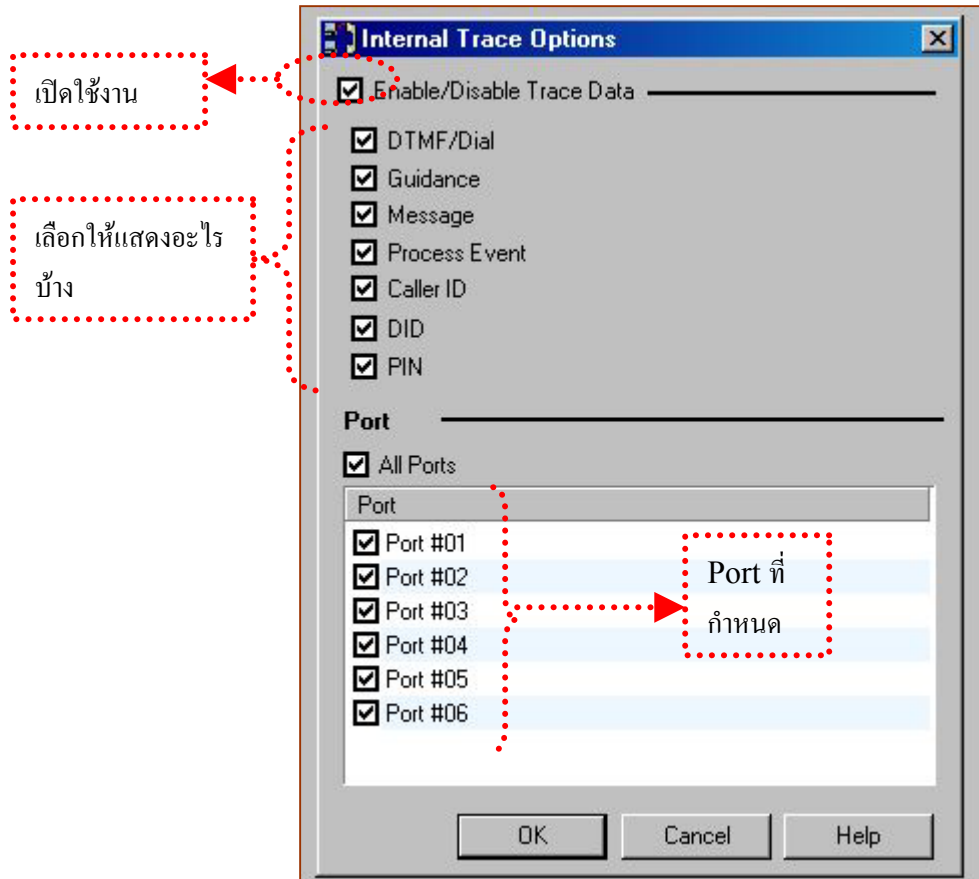 Internal Trace Options
เปิดใช้งาน
Enable/Disable Trace Data
DTMF/Dial
Guidance
Message
Process Event
Caller ID
DID
PIN
เลือกให้แสดงอะไร
บ้าง
Port
All Ports
Port
Port #01
Port #02
Port #03
Port #04
Port #05
Port #06
Port ที่
กำหนด
OK
Cancel
Help